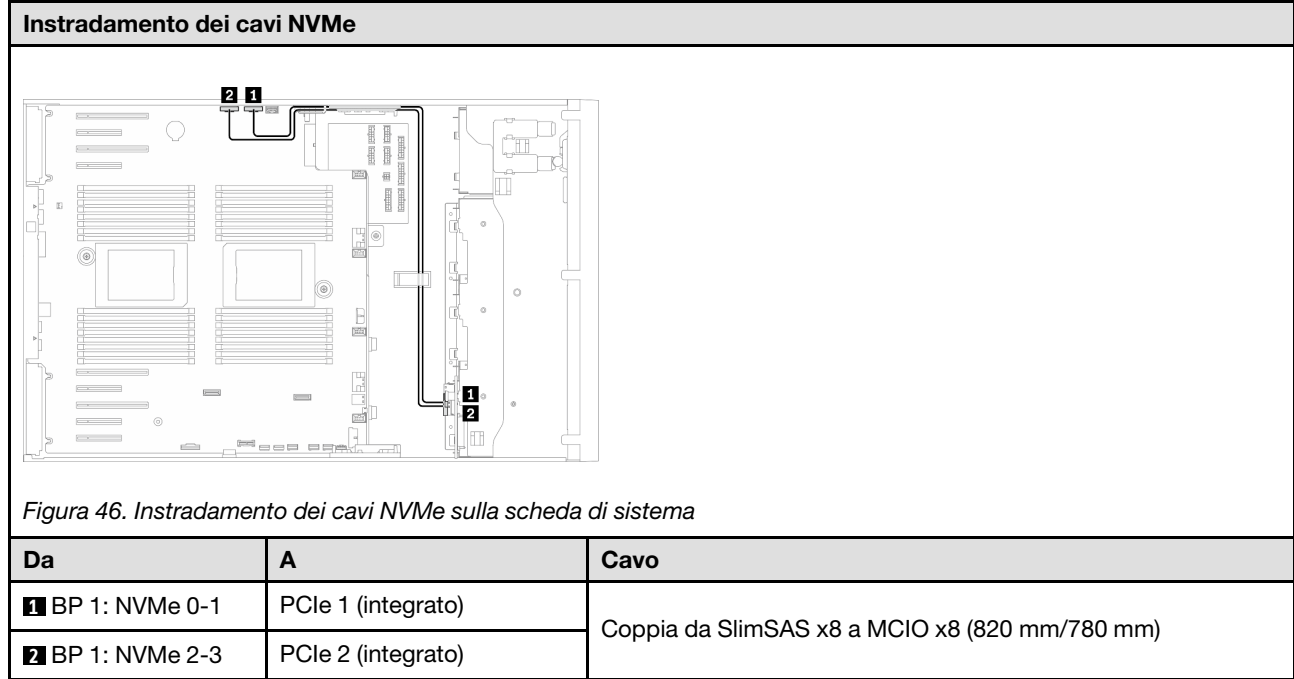 Instradamento dei cavi NVMe
2 1
1
2
Figura 46. Instradamento dei cavi NVMe sulla scheda di sistema
Da A Cavo
1 BP 1: NVMe 0-1 PCIe 1 (integrato)
Coppia da SlimSAS x8 a MCIO x8 (820 mm/780 mm)
2 BP 1: NVMe 2-3 PCIe 2 (integrato)